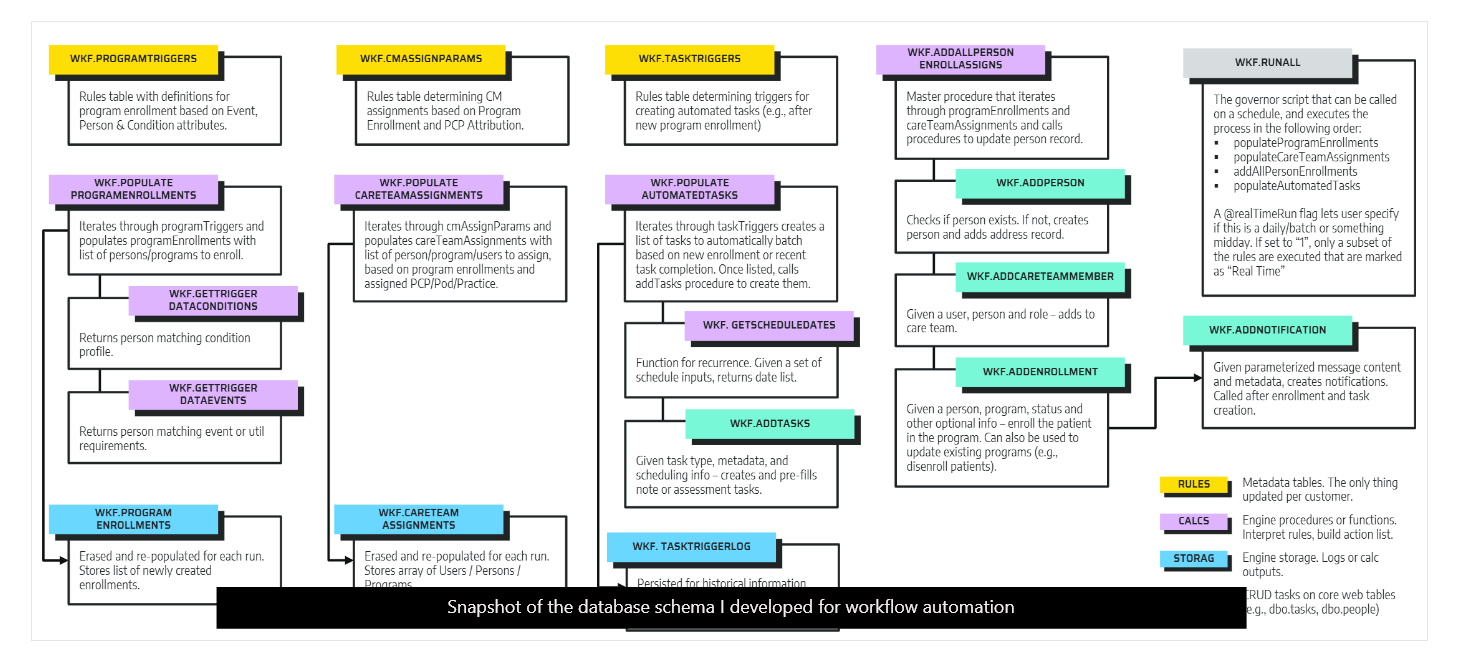 WKF.PROGRAMTRIGGERS
Rules table with definitions for
program enrollment based on Event,
Person & Condition attributes.
WKF.POPULATE
PROGRAMENROLLMENTS
Iterates through programTriggers and
populates programEnrollments with
list of persons/programs to enroll.
WKF.GETTRIGGER
DATACONDITIONS
Returns person matching condition
profile.
WKF.GETTRIGGER
DATAEVENTS
Returns person matching event or util
requirements.
WKF.PROGRAM
ENROLLMENTS
Erased and re-populated for each run.
Stores list of newly created
enrollments.
WKF.CMASSIGNPARAMS
Rules table determining CM
assignments based on Program
Enrollment and PCP Attribution.
WKF.POPULATE
CARETEAMASSIGNMENTS
Iterates through cmAssignParams and
populates careTeamAssignments with
list of person/program/users to assign,
based on program enrollments and
assigned PCP/Pod/Practice.
WKF.CARETEAM
ASSIGNMENTS
Erased and re-populated for each run.
Stores array of Users / Persons /
Programs.
WKF.TASKTRIGGERS
Rules table determining triggers for
creating automated tasks (e.g., after
new program enrollment)
WKF.POPULATE
AUTOMATEDTASKS
Iterates through taskTriggers creates a
list of tasks to automatically batch
based on new enrollment or recent
task completion. Once listed, calls
addTasks procedure to create them.
WKF. GETSCHEDULEDATES
Function for recurrence. Given a set of
schedule inputs, returns date list.
WKF.ADDTASKS
Given task type, metadata, and
scheduling info – creates and pre-fills
note or assessment tasks.
WKF. TASKTRIGGERLOG
Persisted for historical information
WKF.ADDALLPERSON
ENROLLASSIGNS
Master procedure that iterates
through programEnrollments and
careTeamAssignments and calls
procedures to update person record.
WKF.ADDPERSON
Checks if person exists. If not, creates
person and adds address record.
WKF.ADDCARETEAMMEMBER
Given a user, person and role – adds to
care team.
WKF.ADDENROLLMENT
Given a person, program, status and
other optional info – enroll the patient
in the program. Can also be used to
update existing programs (e.g.,
disenroll patients).
WKF.RUNALL
The governor script that can be called
on a schedule, and executes the
process in the following order:
▪ populateProgramEnrollments
▪ populateCareTeamAssignments
▪ addAllPersonEnrollments
▪ populateAutomatedTasks
A @realTimeRun flag lets user specify
if this is a daily/batch or something
midday. If set to “1”, only a subset of
the rules are executed that are marked
as “Real Time”
WKF.ADDNOTIFICATION
Given parameterized message content
and metadata, creates notifications.
Called after enrollment and task
creation.
RULES
Metadata tables. The only thing
updated per customer.
CALCS
Engine procedures or functions.
Interpret rules, build action list.
STORAG
Engine storage. Logs or calc
outputs.
CRUD tasks on core web tables
e.g., dbo.tasks, dbo.people)
Snapshot of the database schema I developed for workflow automation